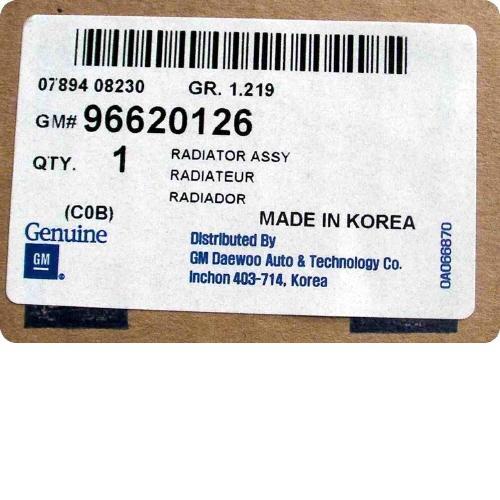 07894 08230 GR. 1.219
GM# 96620126
QTY. 1 RADIATOR ASSY
RADIATEUR
RADIADOR
(C0B) MADE IN KOREA
Genuine
GM
Distributed By
GM Daewoo Auto & Technology Co.
Inchon 403-714, Korea
0A066870